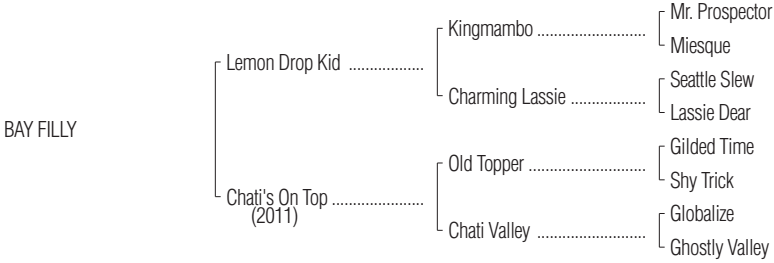 Mr. Prospector
Kingmambo ..........................
Miesque
Lemon Drop Kid ..................
Seattle Slew
Charming Lassie ..................
Lassie Dear
BAY FILLY
Gilded Time
Old Topper ............................
Shy Trick
Chati's On Top ......................
(2011)
Globalize
Chati Valley ..........................
Ghostly Valley